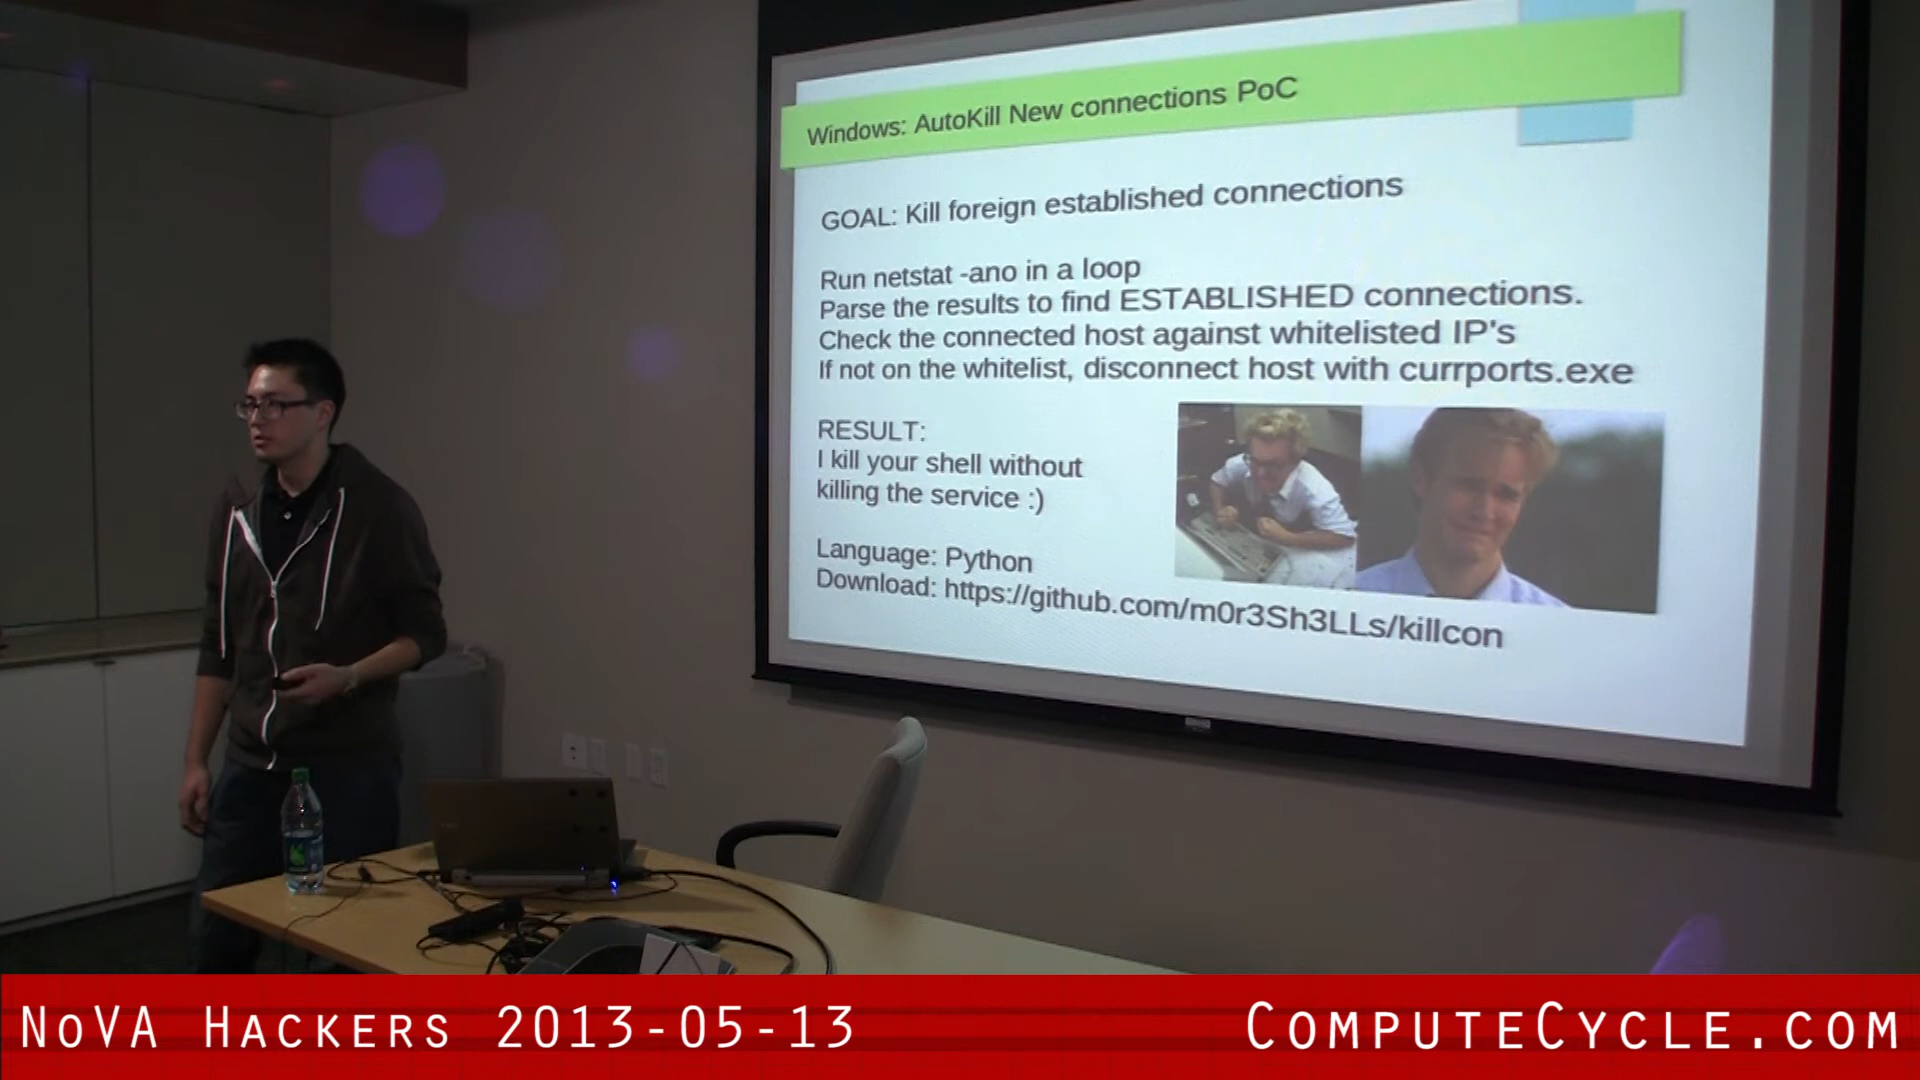 Windows: AutoKill New connections PoC
GOAL: Kill foreign established connections
Run netstat -ano in a loop
Parse the results to find ESTABLISHED connections.
Check the connected host against whitelisted IP's
If not on the whitelist, disconnect host with currports.exe
RESULT:
I kill your shell without
killing the service :)
Language: Python
Download: https://github.com/m0r3Sh3LLs/killcon
NoVA Hackers 2013-05-13
ComputeCycle.com